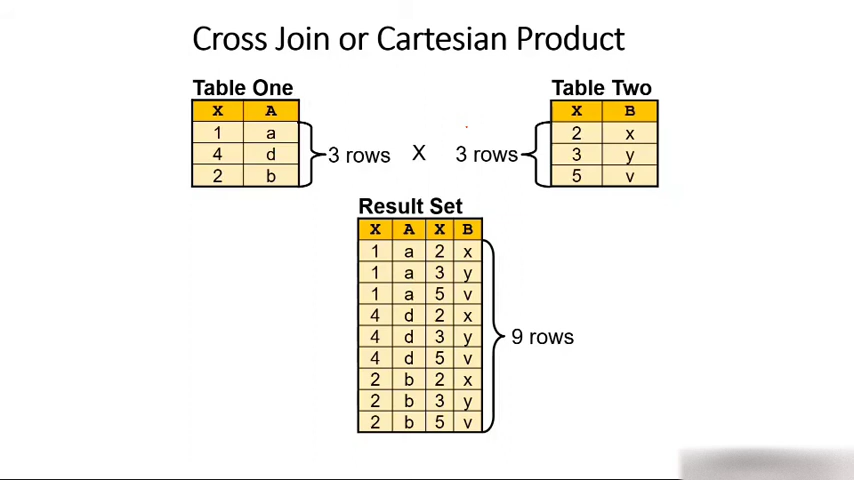 Cross Join or Cartesian Product
Table One
X A
1 a
4 d
2 b
3 rows X 3 rows
Table Two
X B
2 x
3 y
5 v
Result Set
X A X B
1 a 2 x
1 a 3 y
1 a 5 v
4 d 2 x
4 d 3 y
4 d 5 v
2 b 2 x
2 b 3 y
2 b 5 v
9 rows